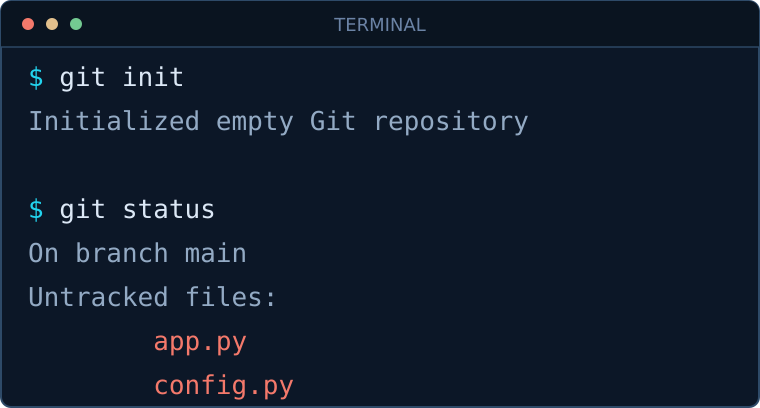 TERMINAL
$ git init
Initialized empty Git repository
$ git status
On branch main
Untracked files:
app.py
config.py